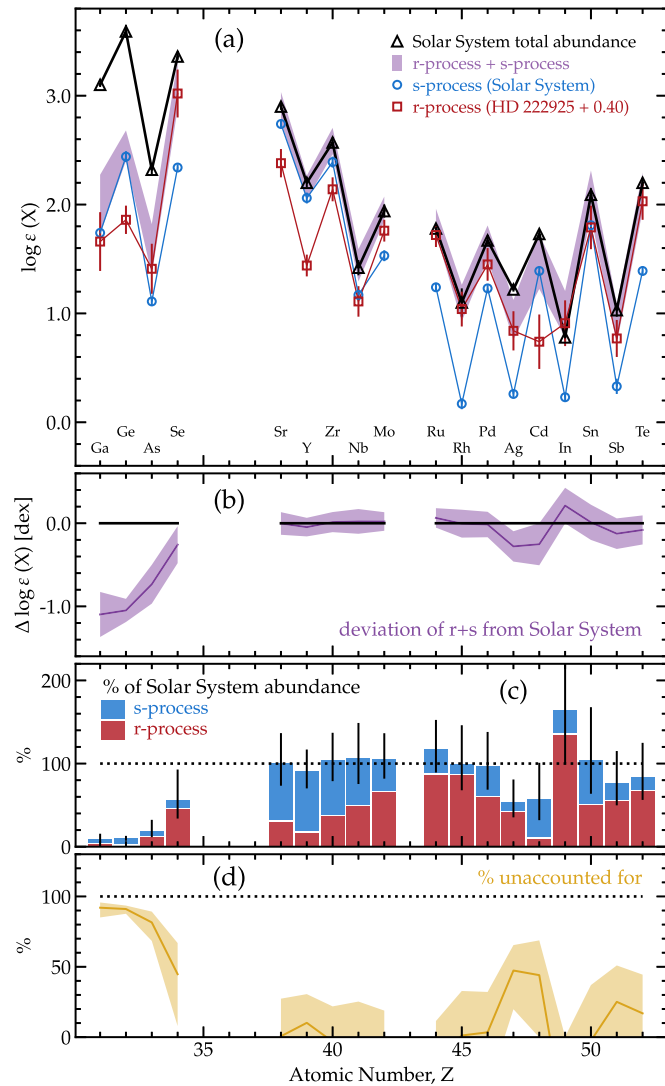 (a)
Solar System total abundance
r-process + s-process
s-process (Solar System)
r-process (HD 222925 + 0.40)
log ε (X)
3.0
2.0
1.0
0.0
Ga Ge As Se Sr Y Zr Nb Mo Ru Rh Pd Ag Cd In Sn Sb Te
(b)
Δ log ε (X) [dex]
0.0
-1.0
deviation of r+s from Solar System
% of Solar System abundance
(c)
s-process
r-process
%
200
100
0
(d)
% unaccounted for
%
100
50
0
35 40 45 50
Atomic Number, Z